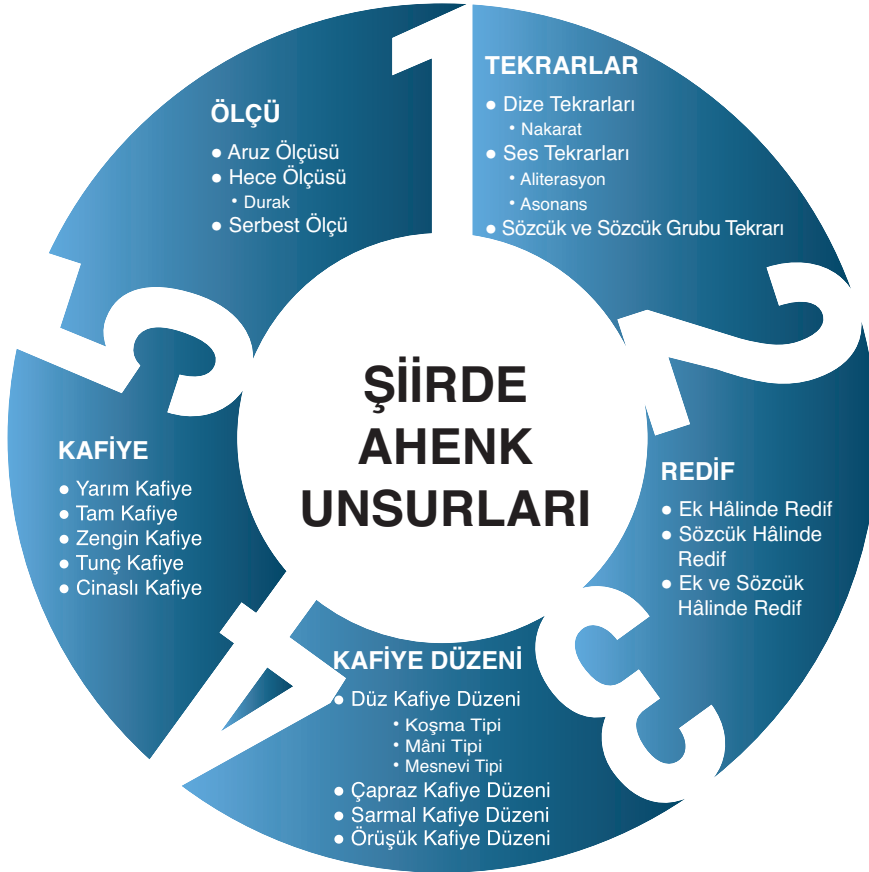 ŞİİRDE
AHENK
UNSURLARI
1
TEKRARLAR
● Dize Tekrarları
• Nakarat
● Ses Tekrarları
• Aliterasyon
• Asonans
● Sözcük ve Sözcük Grubu Tekrarı
2
REDİF
● Ek Hâlinde Redif
● Sözcük Hâlinde
Redif
● Ek ve Sözcük
Hâlinde Redif
3
KAFİYE DÜZENİ
● Düz Kafiye Düzeni
• Koşma Tipi
• Mâni Tipi
• Mesnevi Tipi
● Çapraz Kafiye Düzeni
● Sarmal Kafiye Düzeni
● Örüşük Kafiye Düzeni
4
KAFİYE
● Yarım Kafiye
● Tam Kafiye
● Zengin Kafiye
● Tunç Kafiye
● Cinaslı Kafiye
5
ÖLÇÜ
● Aruz Ölçüsü
● Hece Ölçüsü
• Durak
● Serbest Ölçü